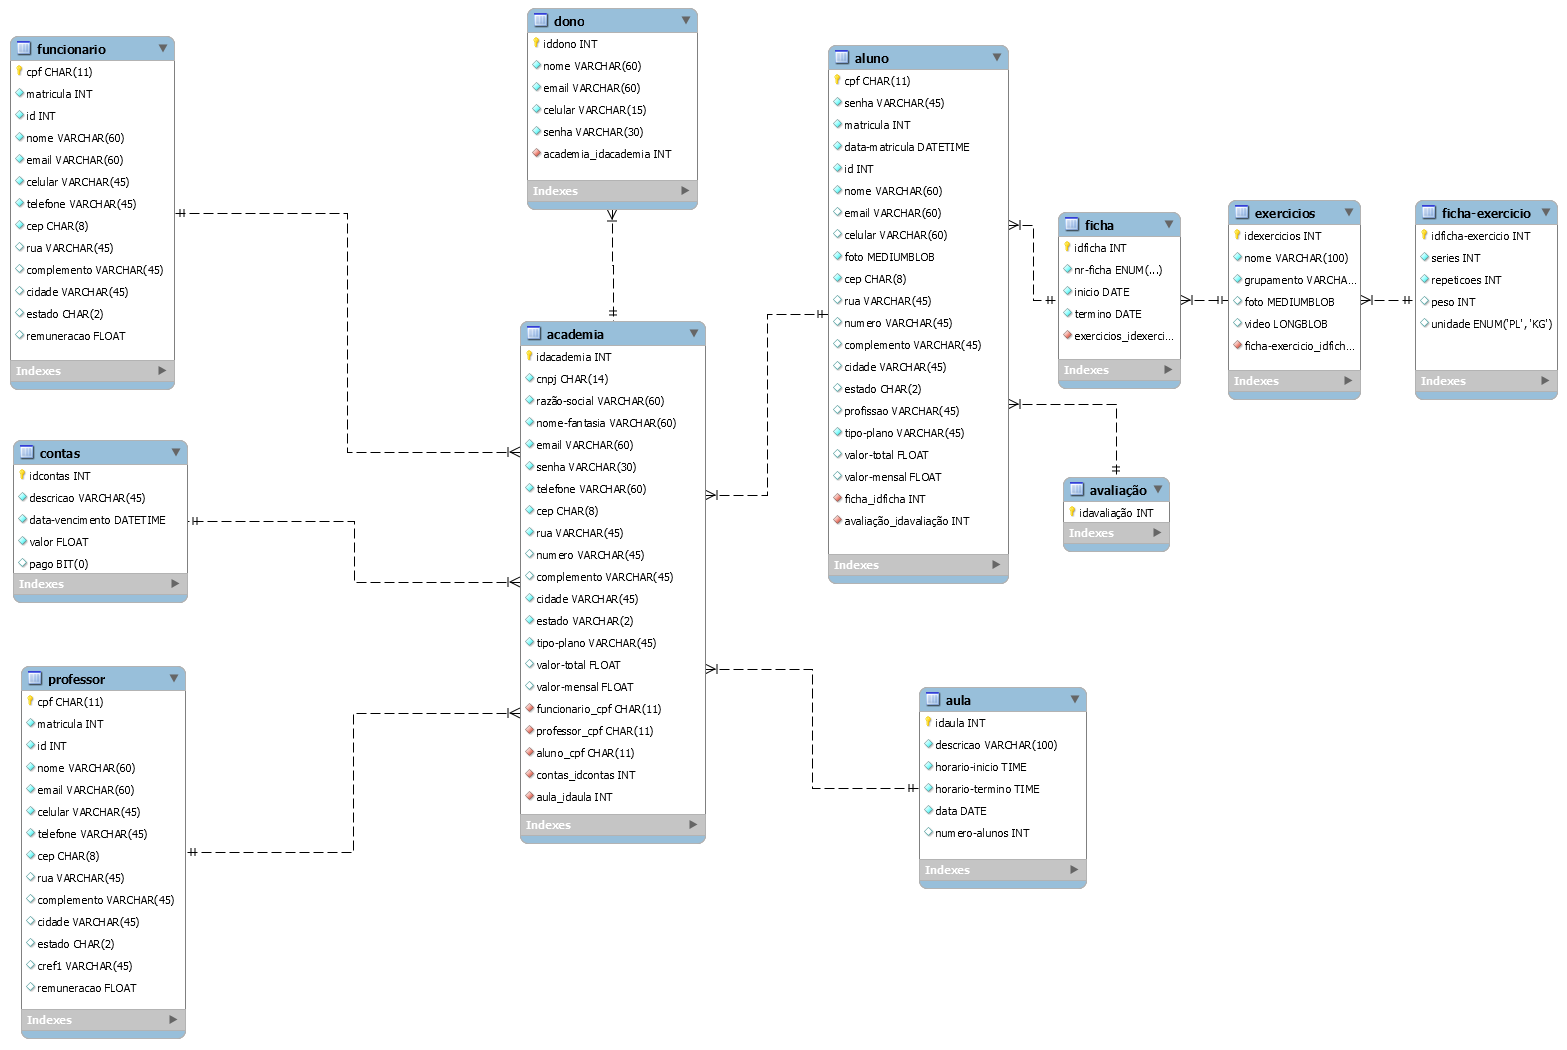 funcionario
cpf CHAR(11)
matricula INT
id INT
nome VARCHAR(60)
email VARCHAR(60)
celular VARCHAR(45)
telefone VARCHAR(45)
cep CHAR(8)
rua VARCHAR(45)
complemento VARCHAR(45)
cidade VARCHAR(45)
estado CHAR(2)
remuneracao FLOAT
Indexes
contas
idcontas INT
descricao VARCHAR(45)
data-vencimento DATETIME
valor FLOAT
pago BIT(0)
Indexes
professor
cpf CHAR(11)
matricula INT
id INT
nome VARCHAR(60)
email VARCHAR(60)
celular VARCHAR(45)
telefone VARCHAR(45)
cep CHAR(8)
rua VARCHAR(45)
complemento VARCHAR(45)
cidade VARCHAR(45)
estado CHAR(2)
cref1 VARCHAR(45)
remuneracao FLOAT
Indexes
dono
iddono INT
nome VARCHAR(60)
email VARCHAR(60)
celular VARCHAR(15)
senha VARCHAR(30)
academia_idacademia INT
Indexes
academia
idacademia INT
cnpj CHAR(14)
razão-social VARCHAR(60)
nome-fantasia VARCHAR(60)
email VARCHAR(60)
senha VARCHAR(30)
telefone VARCHAR(60)
cep CHAR(8)
rua VARCHAR(45)
numero VARCHAR(45)
complemento VARCHAR(45)
cidade VARCHAR(45)
estado VARCHAR(2)
tipo-plano VARCHAR(45)
valor-total FLOAT
valor-mensal FLOAT
funcionario_cpf CHAR(11)
professor_cpf CHAR(11)
aluno_cpf CHAR(11)
contas_idcontas INT
aula_idaula INT
Indexes
aluno
cpf CHAR(11)
senha VARCHAR(45)
matricula INT
data-matricula DATETIME
id INT
nome VARCHAR(60)
email VARCHAR(60)
celular VARCHAR(60)
foto MEDIUMBLOB
cep CHAR(8)
rua VARCHAR(45)
numero VARCHAR(45)
complemento VARCHAR(45)
cidade VARCHAR(45)
estado CHAR(2)
profissao VARCHAR(45)
tipo-plano VARCHAR(45)
valor-total FLOAT
valor-mensal FLOAT
ficha_idficha INT
avaliação_idavaliação INT
Indexes
ficha
idficha INT
nr-ficha ENUM(...)
inicio DATE
termino DATE
exercicios_idexerci...
Indexes
exercicios
idexercicios INT
nome VARCHAR(100)
grupamento VARCHA...
foto MEDIUMBLOB
video LONGBLOB
ficha-exercicio_idfich...
Indexes
ficha-exercicio
idficha-exercicio INT
series INT
repeticoes INT
peso INT
unidade ENUM('PL','KG')
Indexes
avaliação
idavaliação INT
Indexes
aula
idaula INT
descricao VARCHAR(100)
horario-inicio TIME
horario-termino TIME
data DATE
numero-alunos INT
Indexes